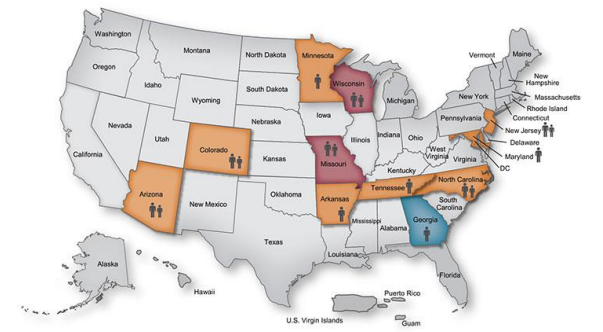 Washington
Oregon
California
Nevada
Idaho
Montana
Wyoming
Utah
Colorado
Arizona
New Mexico
North Dakota
South Dakota
Nebraska
Kansas
Oklahoma
Texas
Minnesota
Iowa
Missouri
Arkansas
Louisiana
Wisconsin
Illinois
Michigan
Indiana
Ohio
Kentucky
Tennessee
Mississippi
Alabama
Georgia
Florida
South
Carolina
North Carolina
Virginia
West
Virginia
Pennsylvania
New York
Vermont
Maine
New
Hampshire
Massachusetts
Rhode Island
Connecticut
New Jersey
Delaware
Maryland
DC
Alaska
Hawaii
Puerto Rico
U.S. Virgin Islands
Guam